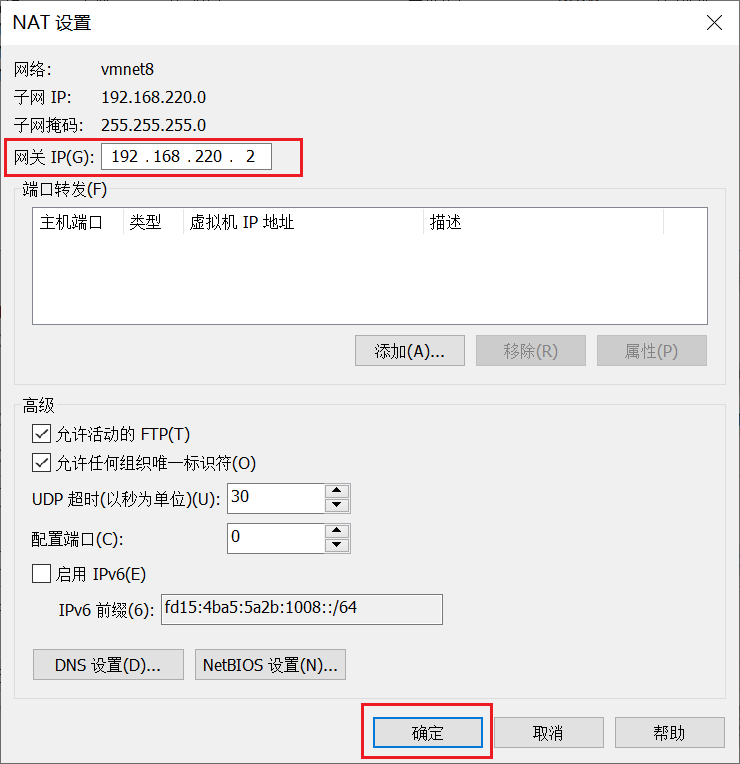 NAT 设置
网络: vmnet8
子网 IP: 192.168.220.0
子网掩码: 255.255.255.0
网关 IP(G): 192 . 168 . 220 . 2
端口转发(F)
主机端口 类型 虚拟机 IP 地址 描述
添加(A)... 移除(R) 属性(P)
高级
允许活动的 FTP(T)
允许任何组织唯一标识符(O)
UDP 超时(以秒为单位)(U): 30
配置端口(C): 0
启用 IPv6(E)
IPv6 前缀(6): fd15:4ba5:5a2b:1008::/64
DNS 设置(D)... NetBIOS 设置(N)...
确定 取消 帮助